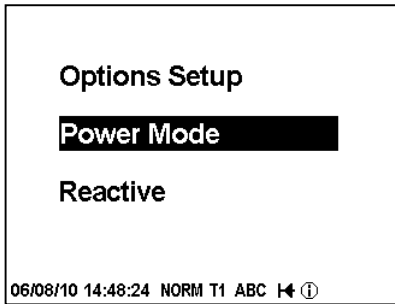 Options Setup
Power Mode
Reactive
06/08/10 14:48:24 NORM T1 ABC